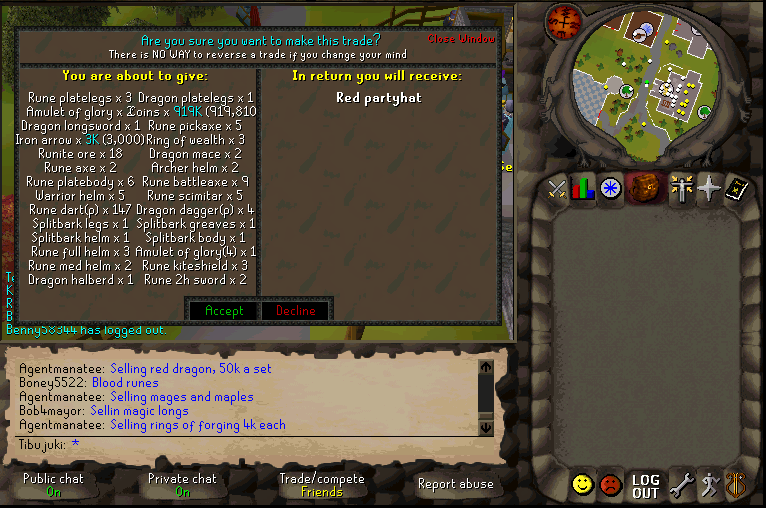 Are you sure you want to make this trade?
Close Window
There is NO WAY to reverse a trade if you change your mind
You are about to give:
In return you will receive:
Rune platelegs x 3 Dragon platelegs x 1
Red partyhat
Amulet of glory x 2 Coins x 919K (919,810
Dragon longsword x 1 Rune pickaxe x 5
Iron arrow x 3K (3,000) Ring of wealth x 3
Runite ore x 18 Dragon mace x 2
Rune axe x 2 Archer helm x 2
Rune platebody x 6 Rune battleaxe x 9
Warrior helm x 5 Rune scimitar x 5
Rune dart(p) x 147 Dragon dagger(p) x 4
Splitbark legs x 1 Splitbark greaves x 1
Splitbark helm x 1 Splitbark body x 1
Rune full helm x 3 Amulet of glory(4) x 1
Rune med helm x 2 Rune kiteshield x 3
Dragon halberd x 1 Rune 2h sword x 2
Accept Decline
Benny58344 has logged out.
Agentmanatee: Selling red dragon, 50k a set
Boney5522: Blood runes
Agentmanatee: Selling mages and maples
Bob4mayor: Sellin magic longs
Agentmanatee: Selling rings of forging 4k each
Tibujuki: *
Public chat
On
Private chat
On
Trade/compete
Friends
Report abuse
LOG
OUT